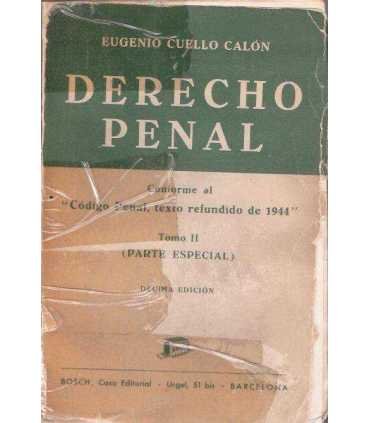 EUGENIO CUELLO CALÓN
DERECHO
PENAL
Conforme al
"Código Penal, texto refundido de 1944"
Tomo II
(PARTE ESPECIAL)
DÉCIMA EDICIÓN
BOSCH, Casa Editorial - Urgel, 51 bis - BARCELONA